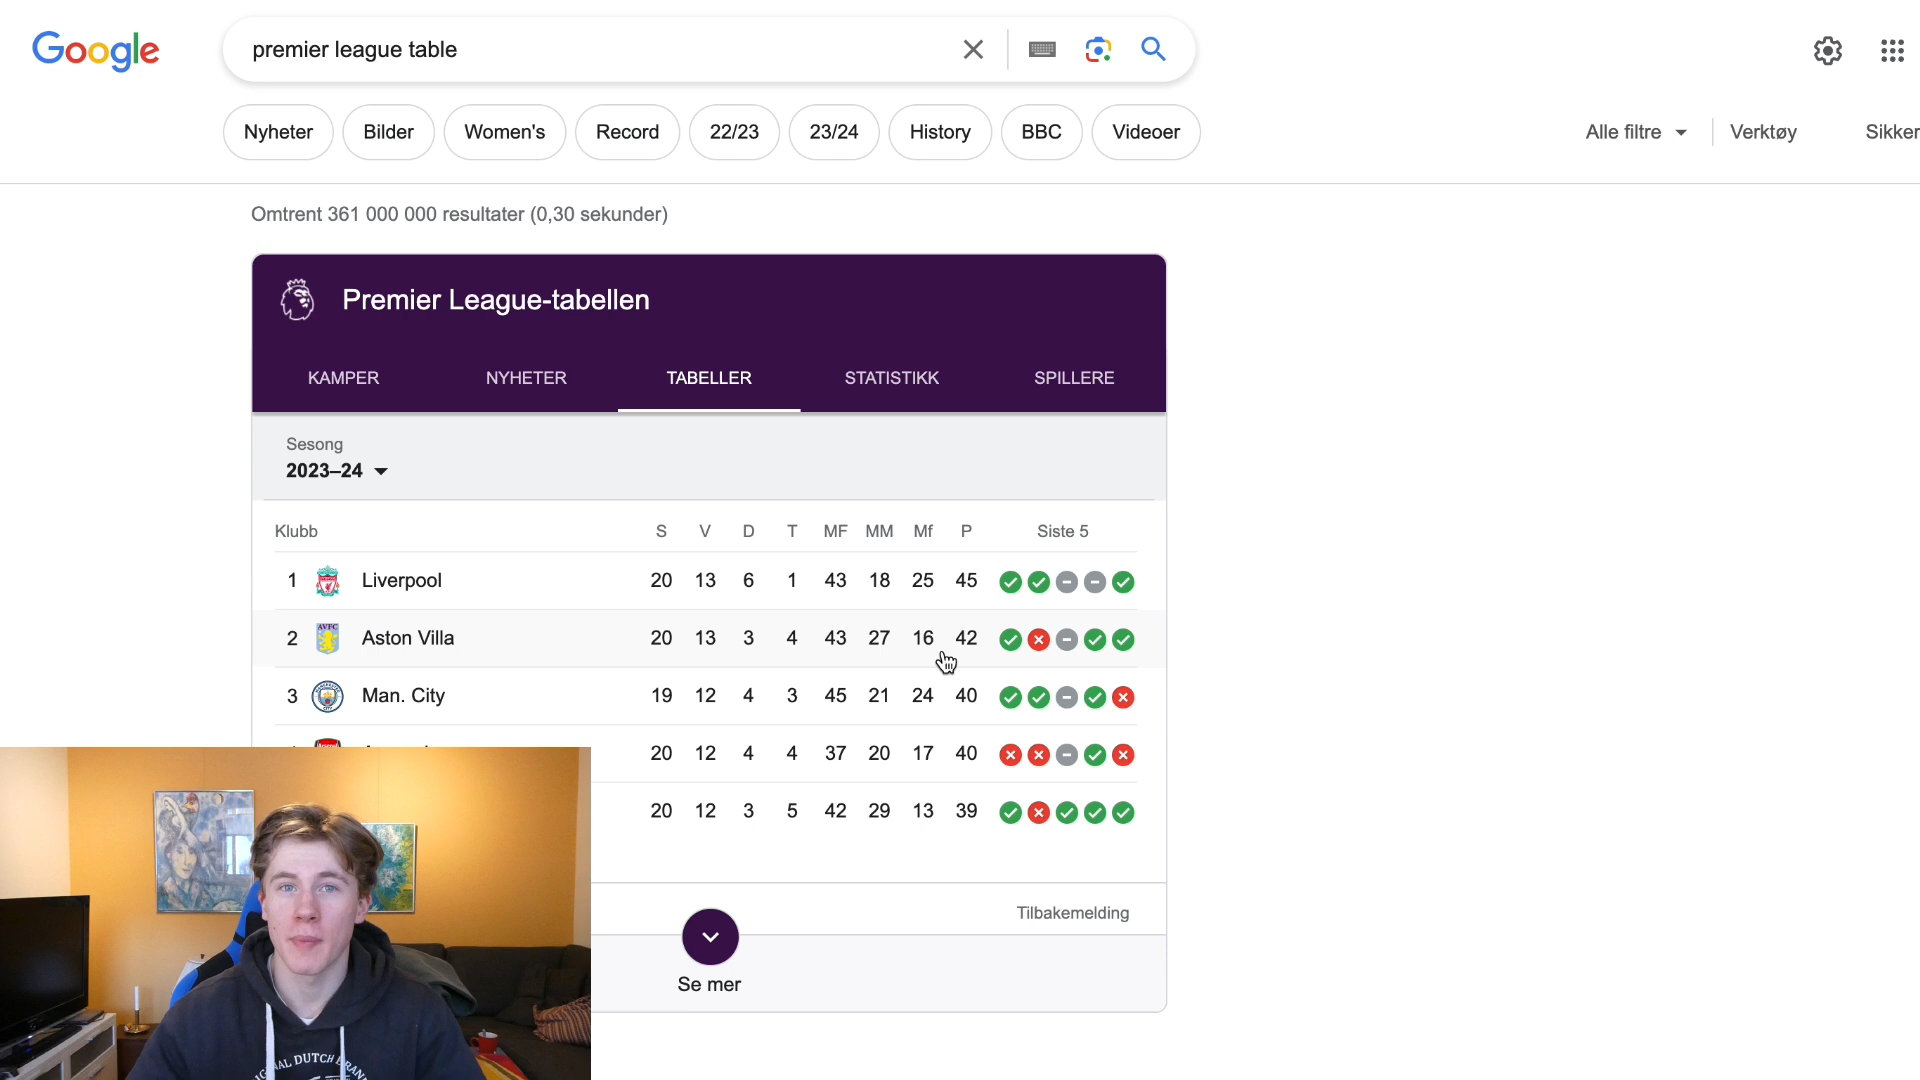 Google
premier league table
Nyheter Bilder Women's Record 22/23 23/24 History BBC Videoer
Alle filtre Verktøy Sikker
Omtrent 361 000 000 resultater (0,30 sekunder)
Premier League-tabellen
KAMPER NYHETER TABELLER STATISTIKK SPILLERE
Sesong
2023–24
Klubb S V D T MF MM Mf P Siste 5
1 Liverpool 20 13 6 1 43 18 25 45
2 AVFC Aston Villa 20 13 3 4 43 27 16 42
3 Man. City 19 12 4 3 45 21 24 40
20 12 4 4 37 20 17 40
20 12 3 5 42 29 13 39
Tilbakemelding
Se mer
DUTCH